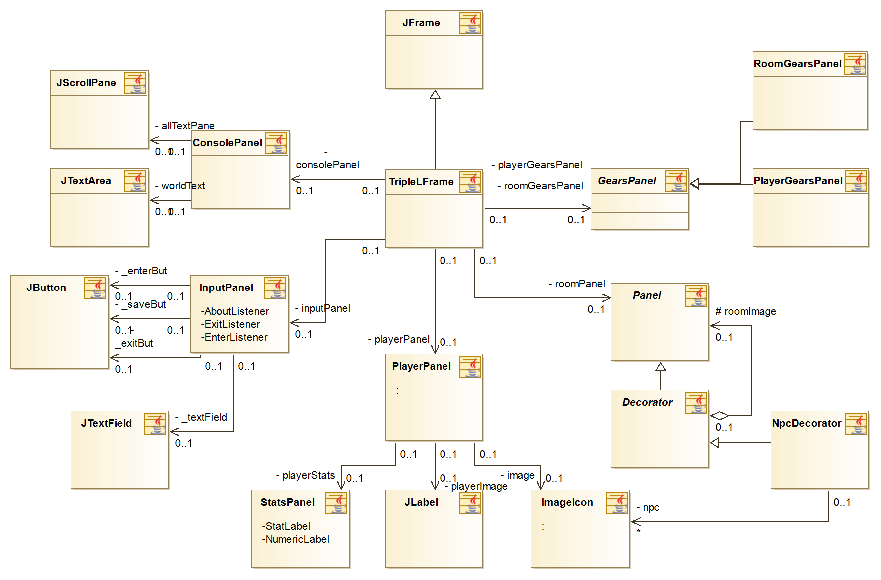 JFrame
JScrollPane
RoomGearsPanel
- allTextPane
0..1
0..1
ConsolePanel
-
consolePanel
0..1
0..1
JTextArea
- worldText
0..1
0..1
TripleLFrame
- playerGearsPanel
- roomGearsPanel
0..1
0..1
GearsPanel
PlayerGearsPanel
0..1
0..1
0..1
JButton
- _enterBut
0..1
0..1
- _saveBut
0..1
0..1
-
_exitBut
0..1
0..1
0..1
InputPanel
-AboutListener
-ExitListener
-EnterListener
- inputPanel
0..1
- roomPanel
0..1
Panel
# roomImage
0..1
- playerPanel
0..1
PlayerPanel
:
Decorator
0..1
NpcDecorator
JTextField
- _textField
0..1
0..1
0..1
0..1
- playerStats
0..1
0..1
- playerImage
- image
0..1
0..1
StatsPanel
-StatLabel
-NumericLabel
JLabel
ImageIcon
:
- npc
*